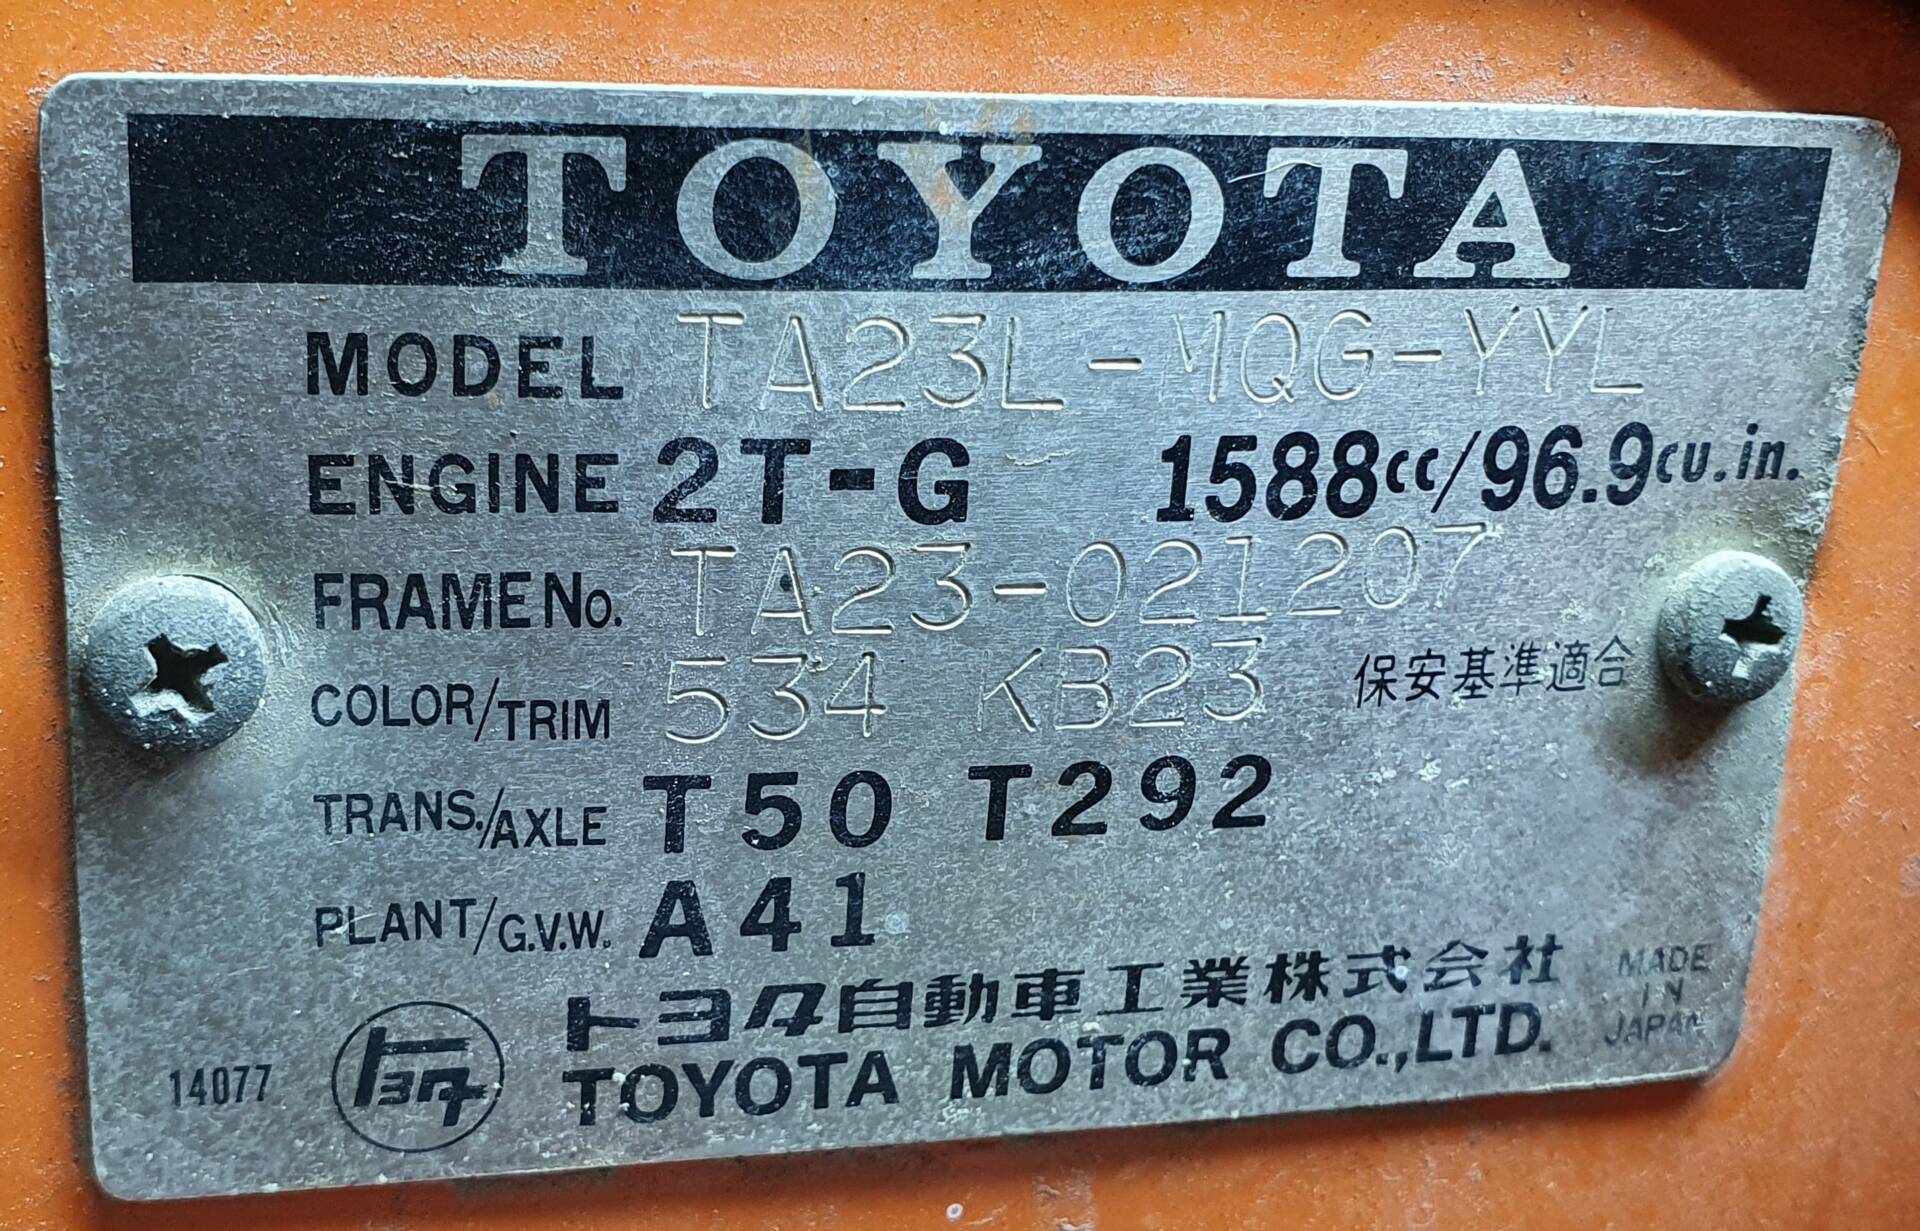 TOYOTA
MODEL TA23L-MQG-YYL
ENGINE 2T-G 1588cc/96.9cu.in.
FRAME No. TA23-021207
COLOR/TRIM 534 KB23 保安基準適合
TRANS./AXLE T50 T292
PLANT/G.V.W. A41
トヨタ自動車工業株式会社
TOYOTA MOTOR CO.,LTD.
MADE
IN
JAPAN
14077
トヨタ